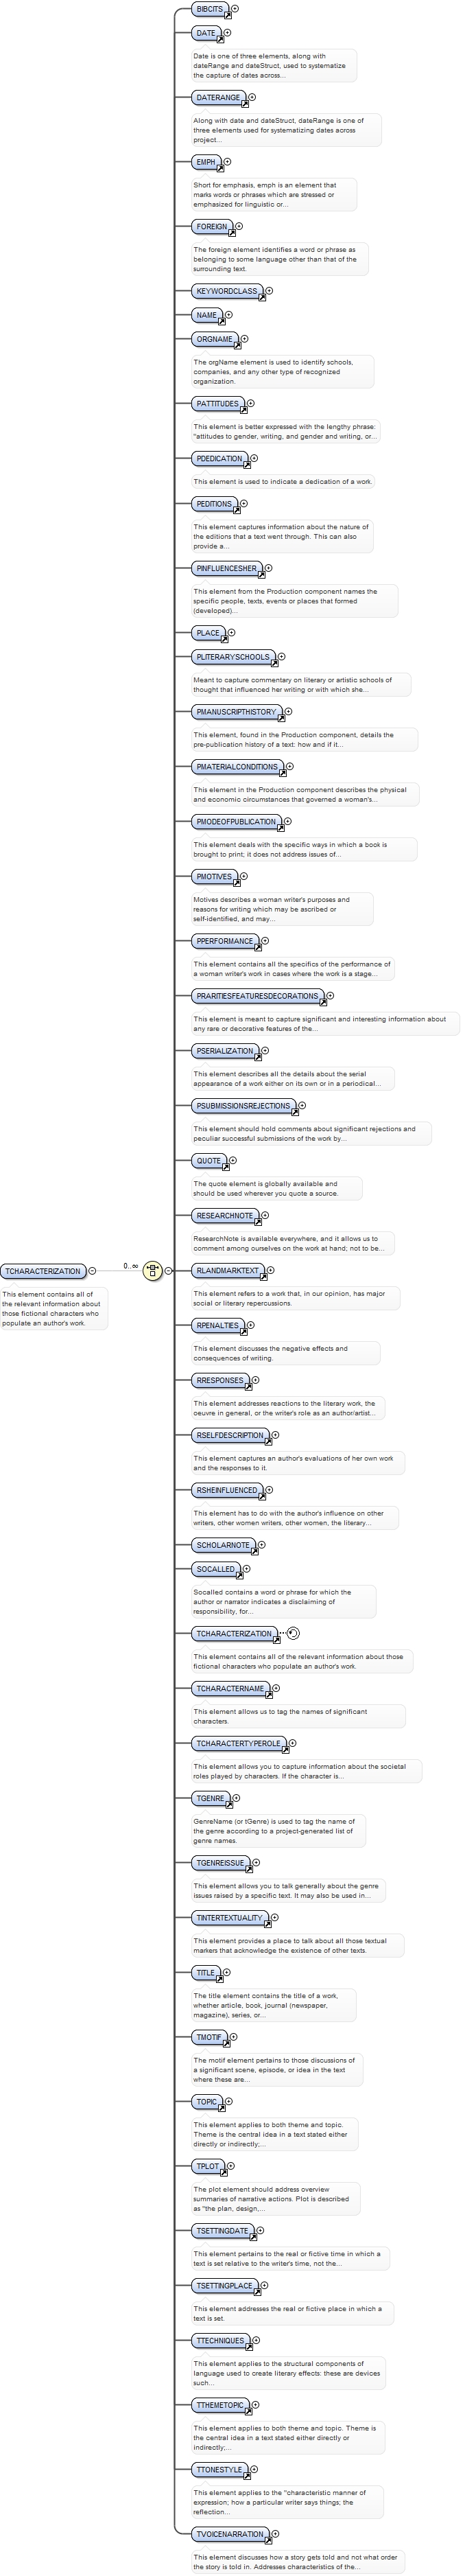 BIBCITS
DATE
Date is one of three elements, along with
dateRange and dateStruct, used to systematize
the capture of dates across...
DATERANGE
Along with date and dateStruct, dateRange is one of
three elements used for systematizing dates across
project...
EMPH
Short for emphasis, emph is an element that
marks words or phrases which are stressed or
emphasized for linguistic or...
FOREIGN
The foreign element identifies a word or phrase as
belonging to some language other than that of the
surrounding text.
KEYWORDCLASS
NAME
ORGNAME
The orgName element is used to identify schools,
companies, and any other type of recognized
organization.
PATTITUDES
This element is better expressed with the lengthy phrase:
"attitudes to gender, writing, and gender and writing, or...
PDEDICATION
This element is used to indicate a dedication of a work.
PEDITIONS
This element captures information about the nature of
the editions that a text went through. This can also
provide a...
PINFLUENCESHER
This element from the Production component names the
specific people, texts, events or places that formed
(developed)...
PLACE
PLITERARYSCHOOLS
Meant to capture commentary on literary or artistic schools of
thought that influenced her writing or with which she...
PMANUSCRIPTHISTORY
This element, found in the Production component, details the
pre-publication history of a text: how and if it...
PMATERIALCONDITIONS
This element in the Production component describes the physical
and economic circumstances that governed a woman's...
PMODEOFPUBLICATION
This element deals with the specific ways in which a book is
brought to print; it does not address issues of...
PMOTIVES
Motives describes a woman writer's purposes and
reasons for writing which may be ascribed or
self-identified, and may...
PPERFORMANCE
This element contains all the specifics of the performance of
a woman writer's work in cases where the work is a stage...
PRARITIESFEATURESDECORATIONS
This element is meant to capture significant and interesting information about
any rare or decorative features of the...
PSERIALIZATION
This element describes all the details about the serial
appearance of a work either on its own or in a periodical...
PSUBMISSIONSREJECTIONS
This element should hold comments about significant rejections and
peculiar successful submissions of the work by...
QUOTE
The quote element is globally available and
should be used wherever you quote a source.
RESEARCHNOTE
ResearchNote is available everywhere, and it allows us to
comment among ourselves on the work at hand; not to be...
TCHARACTERIZATION
0..∞
This element contains all of
the relevant information about
those fictional characters who
populate an author's work.
RLANDMARKTEXT
This element refers to a work that, in our opinion, has major
social or literary repercussions.
RPENALTIES
This element discusses the negative effects and
consequences of writing.
RRESPONSES
This element addresses reactions to the literary work, the
oeuvre in general, or the writer's role as an author/artist...
RSELFDESCRIPTION
This element captures an author's evaluations of her own work
and the responses to it.
RSHEINFLUENCED
This element has to do with the author's influence on other
writers, other women writers, other women, the literary...
SCHOLARNOTE
SOCALLED
Socalled contains a word or phrase for which the
author or narrator indicates a disclaiming of
responsibility, for...
TCHARACTERIZATION
This element contains all of the relevant information about those
fictional characters who populate an author's work.
TCHARACTERNAME
This element allows us to tag the names of significant
characters.
TCHARACTERTYPEROLE
This element allows you to capture information about the societal
roles played by characters. If the character is...
TGENRE
GenreName (or tGenre) is used to tag the name of
the genre according to a project-generated list of
genre names.
TGENREISSUE
This element allows you to talk generally about the genre
issues raised by a specific text. It may also be used in...
TINTERTEXTUALITY
This element provides a place to talk about all those textual
markers that acknowledge the existence of other texts.
TITLE
The title element contains the title of a work,
whether article, book, journal (newspaper,
magazine), series, or...
TMOTIF
The motif element pertains to those discussions of
a significant scene, episode, or idea in the text
where these are...
TOPIC
This element applies to both theme and topic.
Theme is the central idea in a text stated either
directly or indirectly;...
TPLOT
The plot element should address overview
summaries of narrative actions. Plot is described
as "the plan, design,...
TSETTINGDATE
This element pertains to the real or fictive time in which a
text is set relative to the writer's time, not the...
TSETTINGPLACE
This element addresses the real or fictive place in which a
text is set.
TTECHNIQUES
This element applies to the structural components of
language used to create literary effects: these are devices
such...
TTHEMETOPIC
This element applies to both theme and topic. Theme is
the central idea in a text stated either directly or
indirectly;...
TTONESTYLE
This element applies to the "characteristic manner of
expression; how a particular writer says things; the
reflection...
TVOICENARRATION
This element discusses how a story gets told and not what order
the story is told in. Addresses characteristics of the...